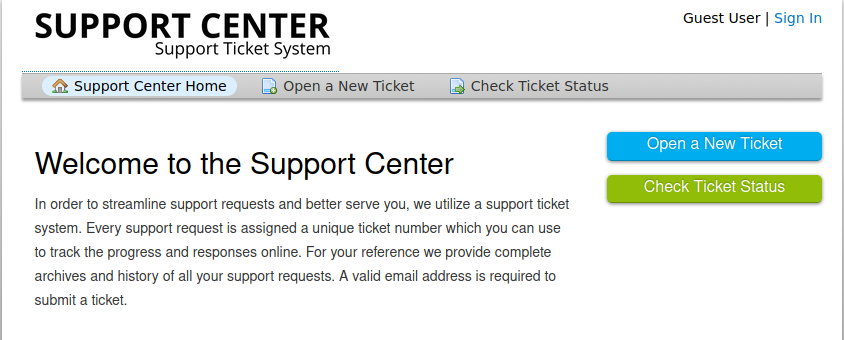 SUPPORT CENTER
Support Ticket System
Guest User | Sign In
Support Center Home Open a New Ticket Check Ticket Status
Welcome to the Support Center
In order to streamline support requests and better serve you, we utilize a support ticket
system. Every support request is assigned a unique ticket number which you can use
to track the progress and responses online. For your reference we provide complete
archives and history of all your support requests. A valid email address is required to
submit a ticket.
Open a New Ticket
Check Ticket Status